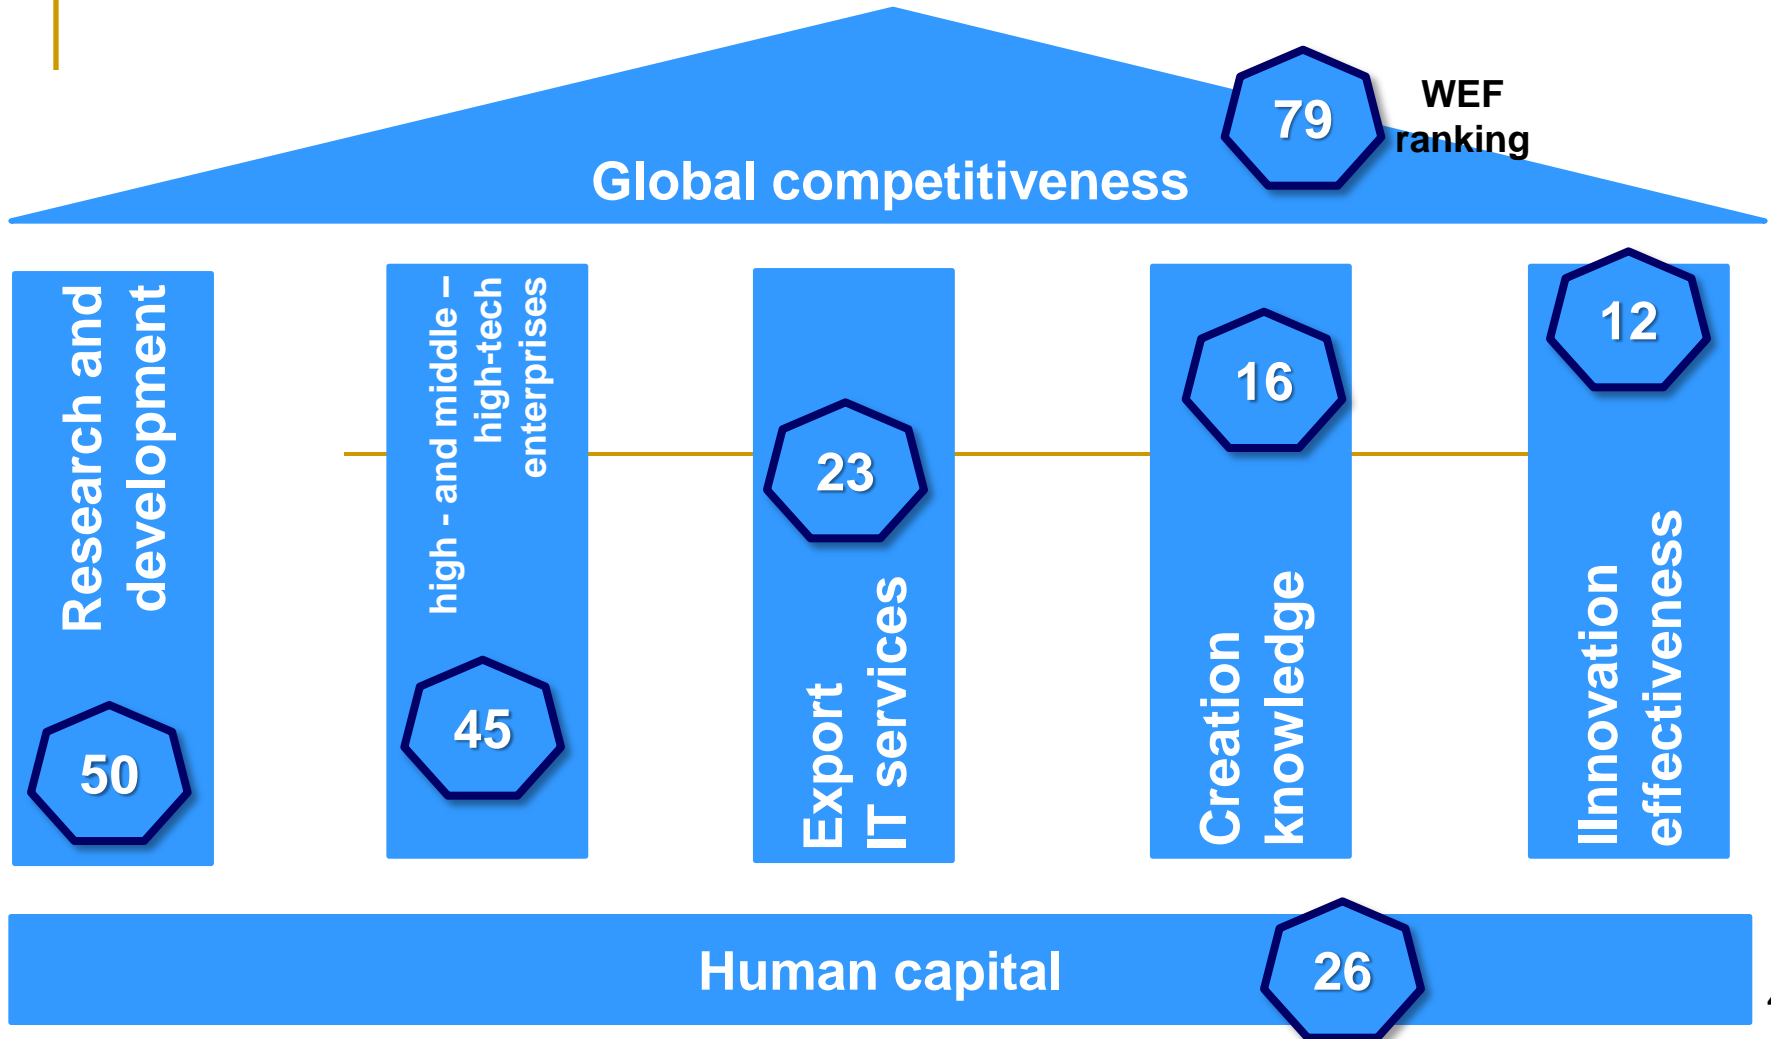 79
WEF
ranking
Global competitiveness
Research and
development
50
high - and middle –
high-tech
enterprises
45
23
Export
IT services
16
Creation
knowledge
12
IInnovation
effectiveness
Human capital
26